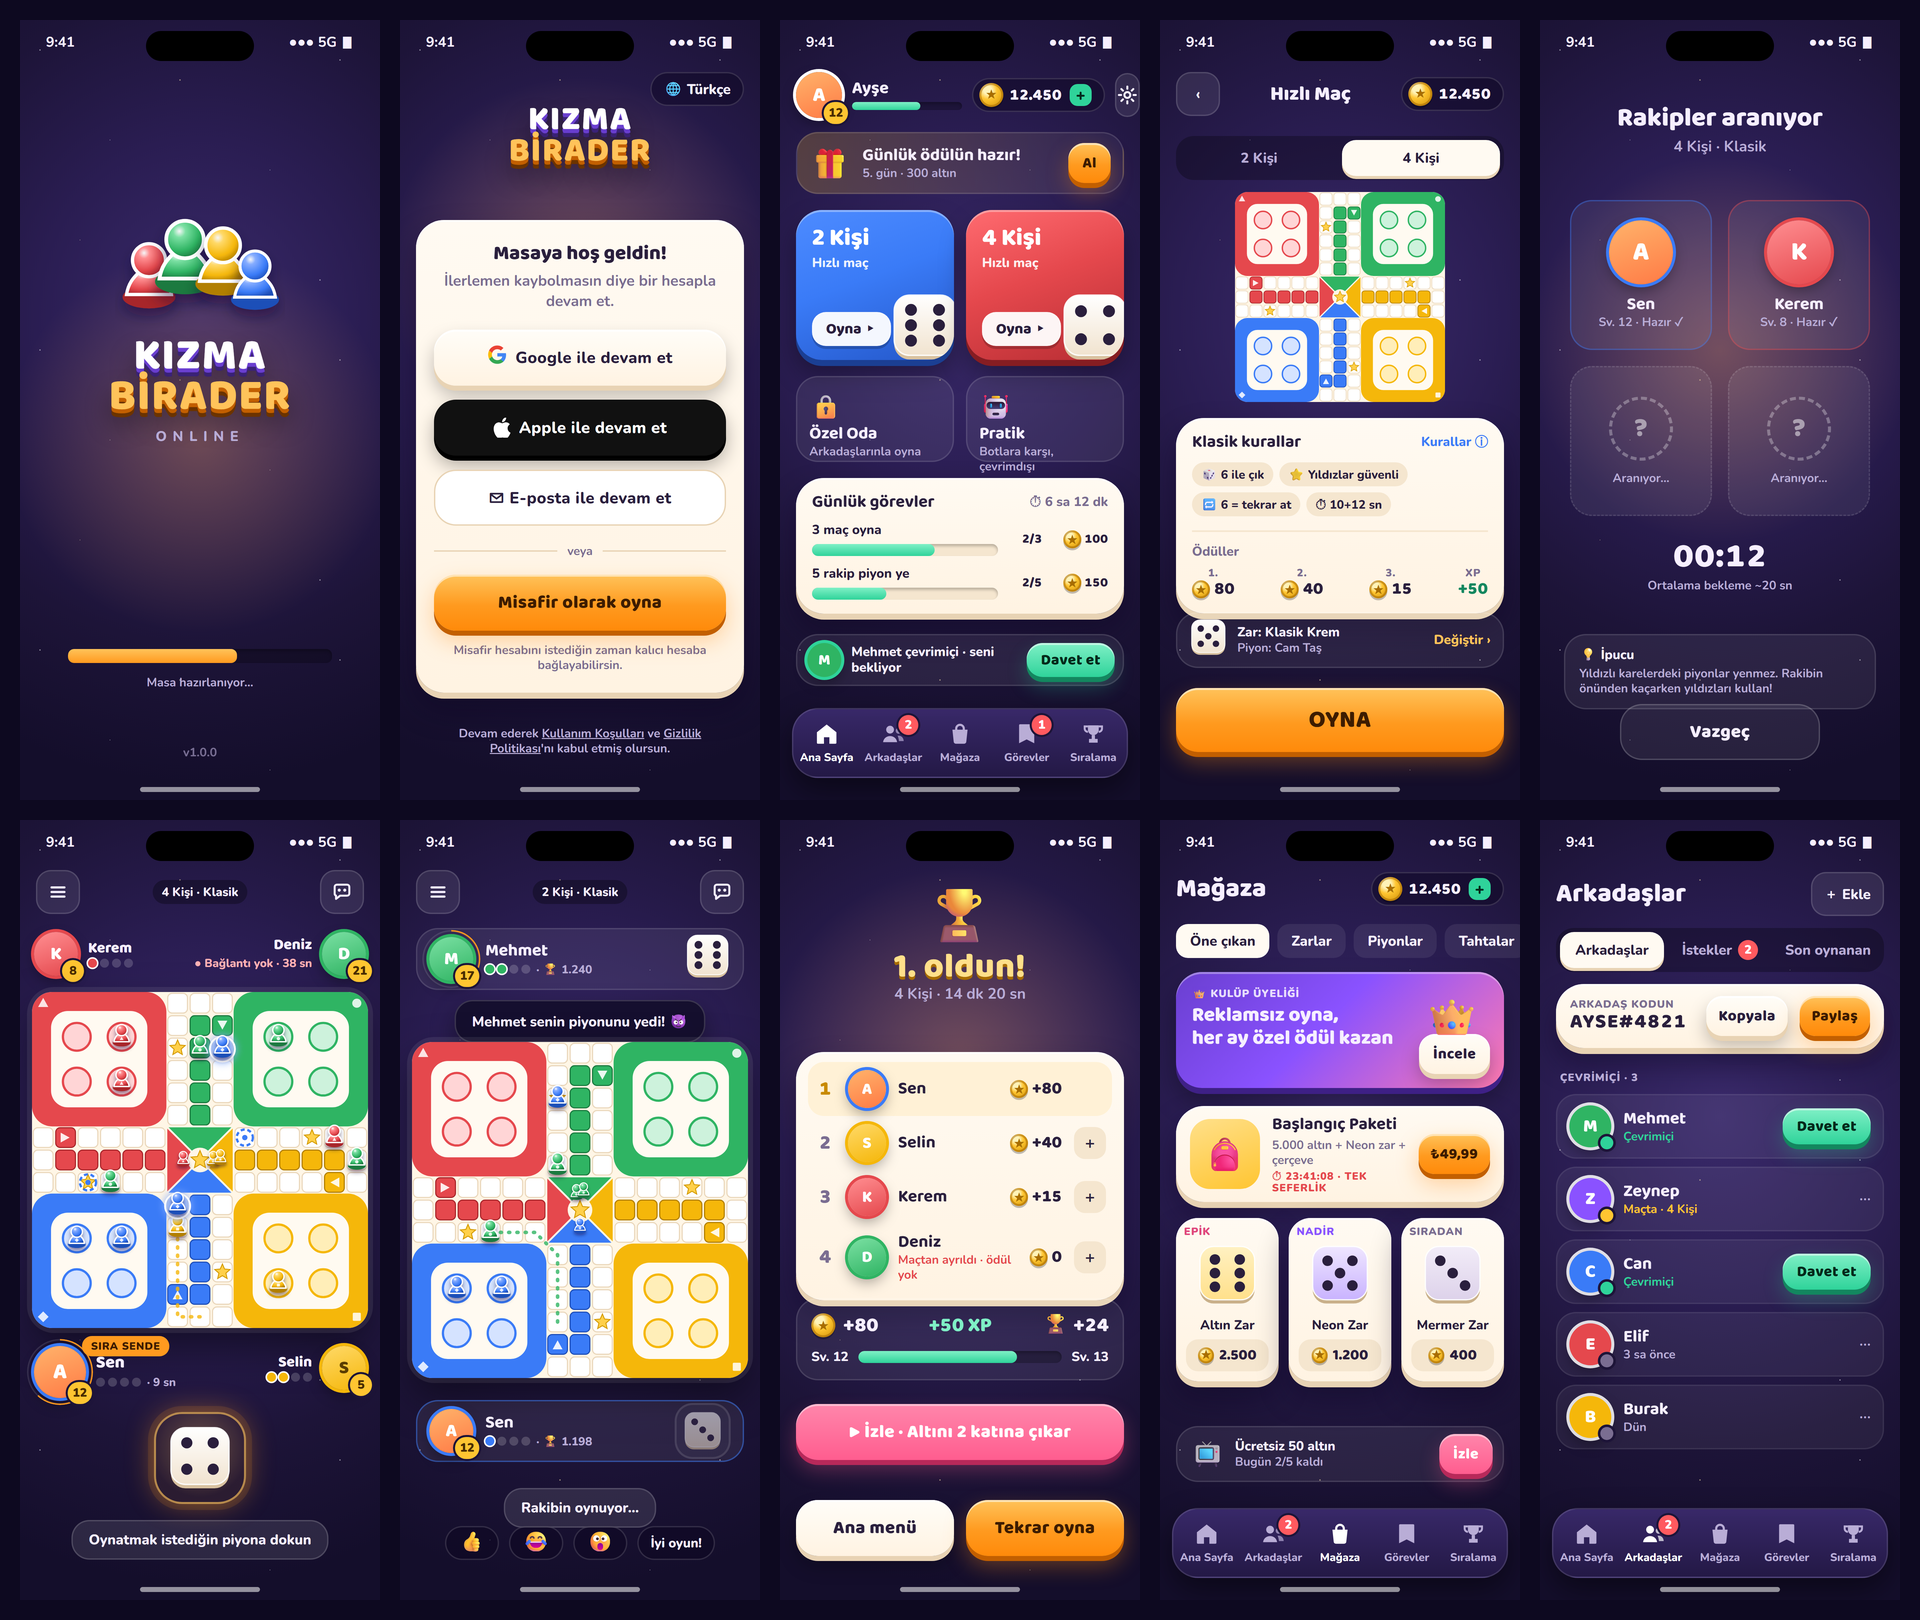 9:41
5G
KIZMA
BİRADER
ONLINE
Masa hazırlanıyor...
v1.0.0
9:41
5G
Türkçe
KIZMA
BİRADER
Masaya hoş geldin!
İlerlemen kaybolmasın diye bir hesapla
devam et.
Google ile devam et
Apple ile devam et
E-posta ile devam et
veya
Misafir olarak oyna
Misafir hesabını istediğin zaman kalıcı hesaba
bağlayabilirsin.
Devam ederek Kullanım Koşulları ve Gizlilik
Politikası'nı kabul etmiş olursun.
9:41
5G
A
12
Ayşe
12.450 +
Günlük ödülün hazır!
5. gün · 300 altın
Al
2 Kişi
Hızlı maç
Oyna
4 Kişi
Hızlı maç
Oyna
Özel Oda
Arkadaşlarınla oyna
Pratik
Botlara karşı,
çevrimdışı
Günlük görevler
6 sa 12 dk
3 maç oyna
2/3
100
5 rakip piyon ye
2/5
150
M
Mehmet çevrimiçi · seni
bekliyor
Davet et
2
1
Ana Sayfa
Arkadaşlar
Mağaza
Görevler
Sıralama
9:41
5G
‹
Hızlı Maç
12.450
2 Kişi
4 Kişi
Klasik kurallar
Kurallar ⓘ
6 ile çık
Yıldızlar güvenli
6 = tekrar at
10+12 sn
Ödüller
1.
80
2.
40
3.
15
XP
+50
Zar: Klasik Krem
Piyon: Cam Taş
Değiştir ›
OYNA
9:41
5G
Rakipler aranıyor
4 Kişi · Klasik
A
Sen
Sv. 12 · Hazır ✓
K
Kerem
Sv. 8 · Hazır ✓
?
Aranıyor...
?
Aranıyor...
00:12
Ortalama bekleme ~20 sn
İpucu
Yıldızlı karelerdeki piyonlar yenmez. Rakibin
önünden kaçarken yıldızları kullan!
Vazgeç
9:41
5G
4 Kişi · Klasik
K
8
Kerem
Deniz
• Bağlantı yok · 38 sn
D
21
SIRA SENDE
A
12
Sen
· 9 sn
Selin
S
5
Oynatmak istediğin piyona dokun
9:41
5G
2 Kişi · Klasik
M
17
Mehmet
· 1.240
Mehmet senin piyonunu yedi!
A
12
Sen
· 1.198
Rakibin oynuyor...
İyi oyun!
9:41
5G
1. oldun!
4 Kişi · 14 dk 20 sn
1 A Sen +80
2 S Selin +40 +
3 K Kerem +15 +
4 D Deniz 0 +
Maçtan ayrıldı · ödül
yok
+80
+50 XP
+24
Sv. 12
Sv. 13
İzle · Altını 2 katına çıkar
Ana menü
Tekrar oyna
9:41
5G
Mağaza
12.450 +
Öne çıkan
Zarlar
Piyonlar
Tahtalar
KULÜP ÜYELİĞİ
Reklamsız oyna,
her ay özel ödül kazan
İncele
Başlangıç Paketi
5.000 altın + Neon zar +
çerçeve
23:41:08 · TEK
SEFERLİK
₺49,99
EPİK
Altın Zar
2.500
NADİR
Neon Zar
1.200
SIRADAN
Mermer Zar
400
Ücretsiz 50 altın
Bugün 2/5 kaldı
İzle
2
Ana Sayfa
Arkadaşlar
Mağaza
Görevler
Sıralama
9:41
5G
Arkadaşlar
+ Ekle
Arkadaşlar
İstekler 2
Son oynanan
ARKADAŞ KODUN
AYSE#4821
Kopyala
Paylaş
ÇEVRİMİÇİ · 3
M
Mehmet
Çevrimiçi
Davet et
Z
Zeynep
Maçta · 4 Kişi
...
C
Can
Çevrimiçi
Davet et
E
Elif
3 sa önce
...
B
Burak
Dün
...
2
Ana Sayfa
Arkadaşlar
Mağaza
Görevler
Sıralama